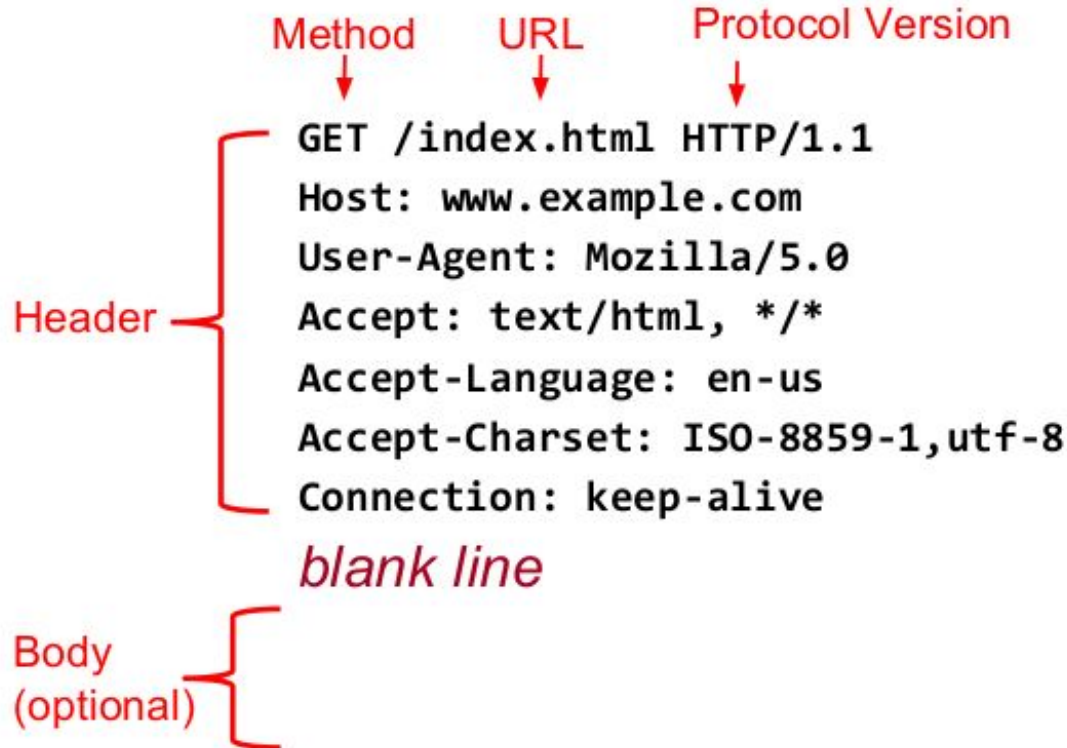 Method URL Protocol Version
GET /index.html HTTP/1.1
Host: www.example.com
User-Agent: Mozilla/5.0
Header
Accept: text/html, */*
Accept-Language: en-us
Accept-Charset: ISO-8859-1,utf-8
Connection: keep-alive
blank line
Body
(optional)